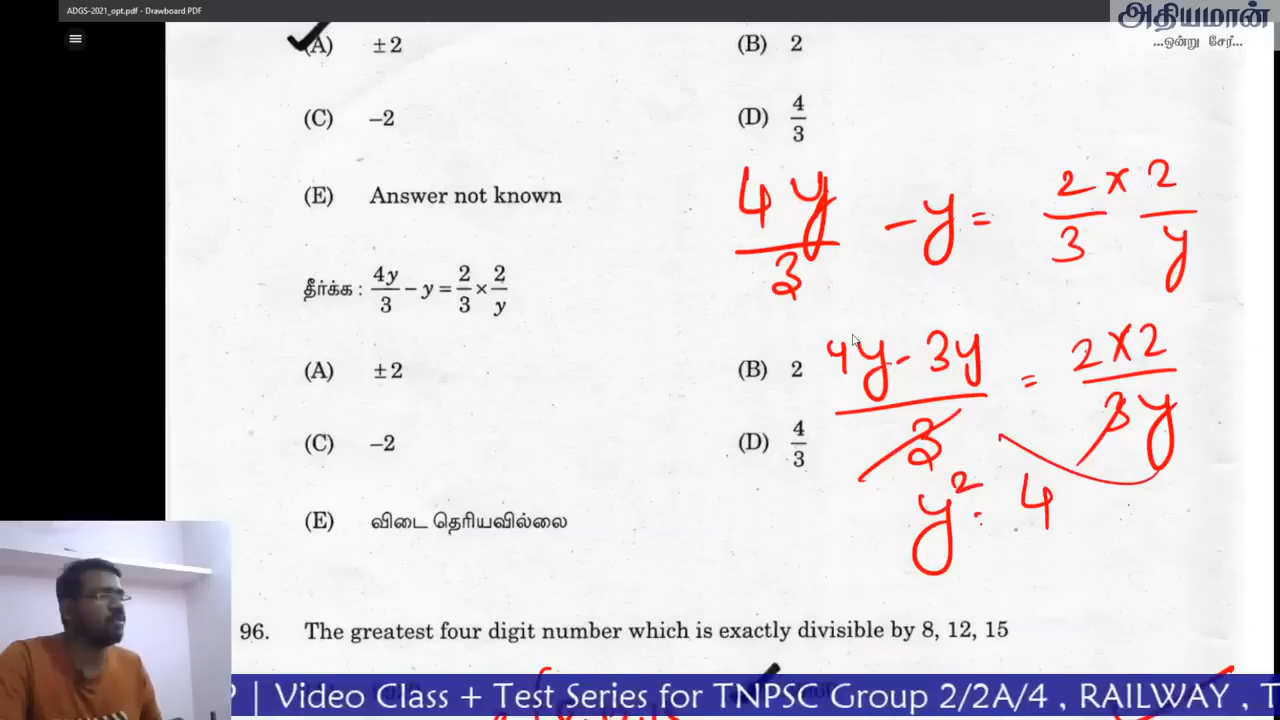 ADGS-2021_opt.pdf - Drawboard PDF
அதியமான்
...ஒன்று சேர்...
(A) ±2
(B) 2
(C) –2
(D) 4/3
(E) Answer not known
4y/3 – y = 2/3 × 2/y
தீர்க்க : 4y/3 – y = 2/3 × 2/y
(A) ±2
(B) 2
(C) –2
(D) 4/3
(E) விடை தெரியவில்லை
4y – 3y/3 = 2×2/3y
y² = 4
96. The greatest four digit number which is exactly divisible by 8, 12, 15
| Video Class + Test Series for TNPSC Group 2/2A/4 , RAILWAY ,